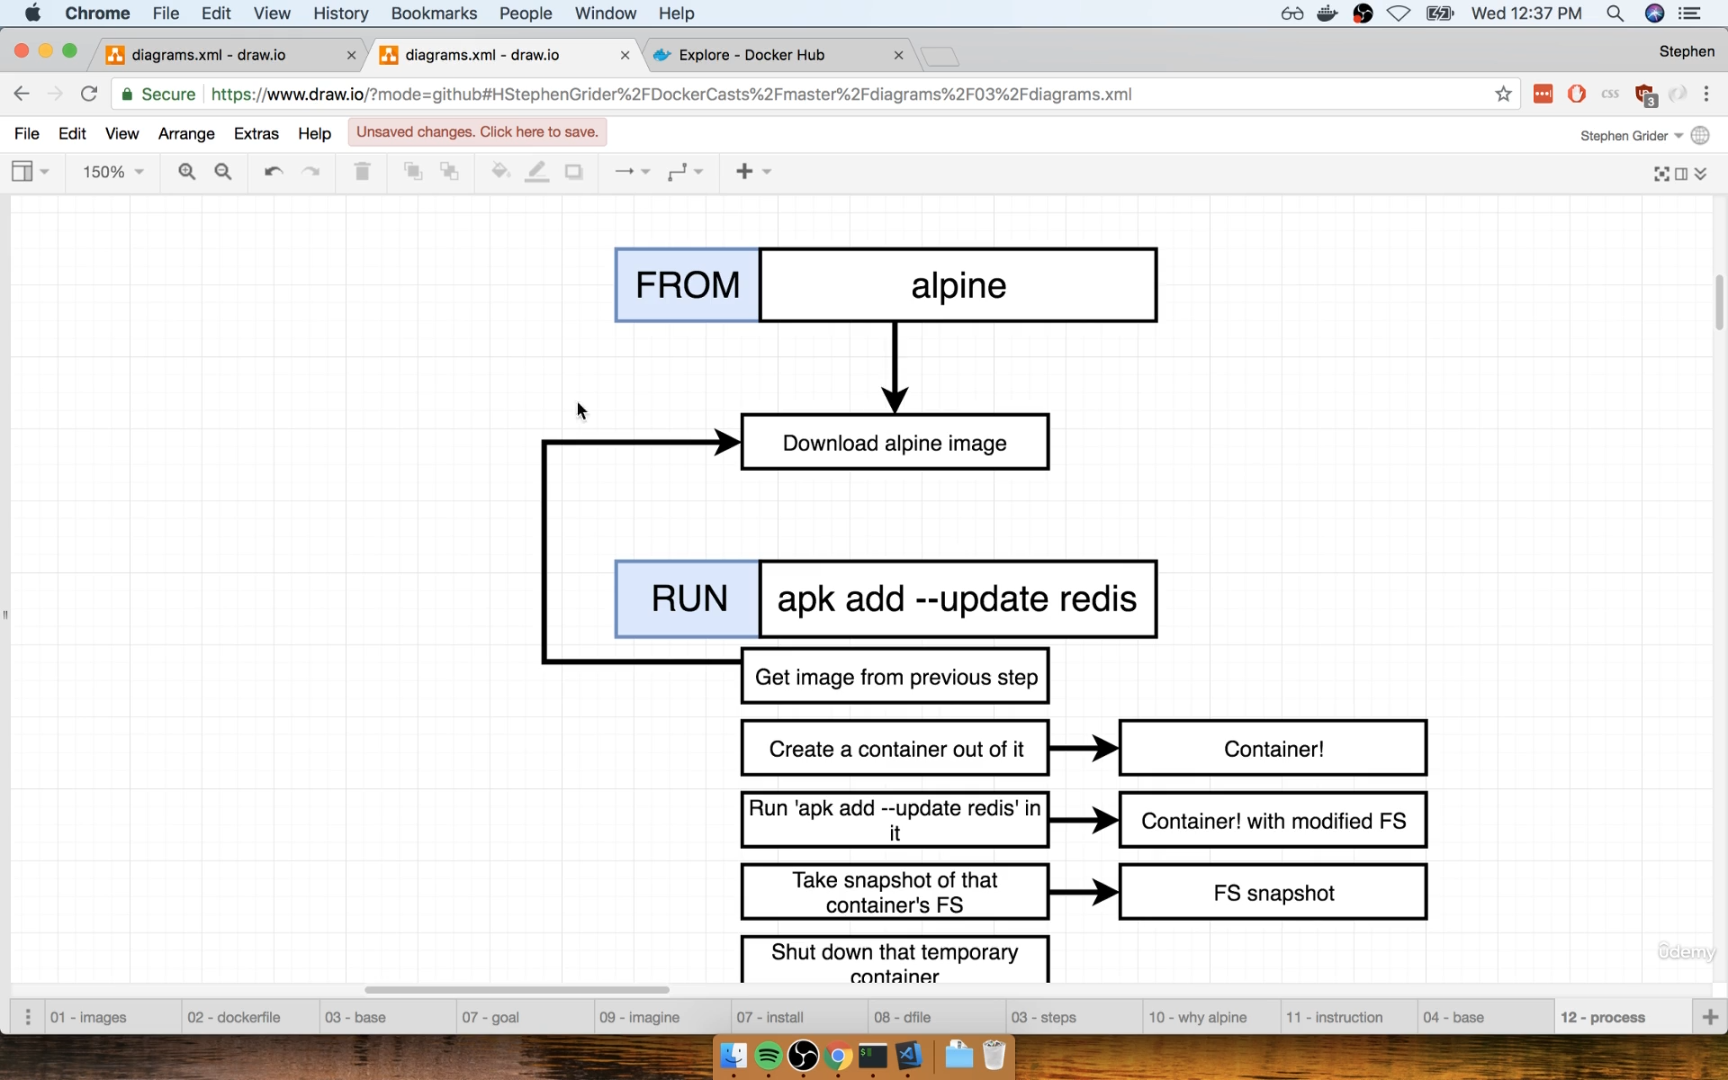 Chrome File Edit View History Bookmarks People Window Help Wed 12:37 PM
diagrams.xml - draw.io diagrams.xml - draw.io Explore - Docker Hub Stephen
Secure https://www.draw.io/?mode=github#HStephenGrider%2FDockerCasts%2Fmaster%2Fdiagrams%2F03%2Fdiagrams.xml CSS 3
File Edit View Arrange Extras Help Unsaved changes. Click here to save. Stephen Grider
150%
FROM alpine
Download alpine image
RUN apk add --update redis
Get image from previous step
Create a container out of it Container!
Run 'apk add --update redis' in
it
Container! with modified FS
Take snapshot of that
container's FS
FS snapshot
Shut down that temporary
container
ûdemy
01 - images 02 - dockerfile 03 - base 07 - goal 09 - imagine 07 - install 08 - dfile 03 - steps 10 - why alpine 11 - instruction 04 - base 12 - process